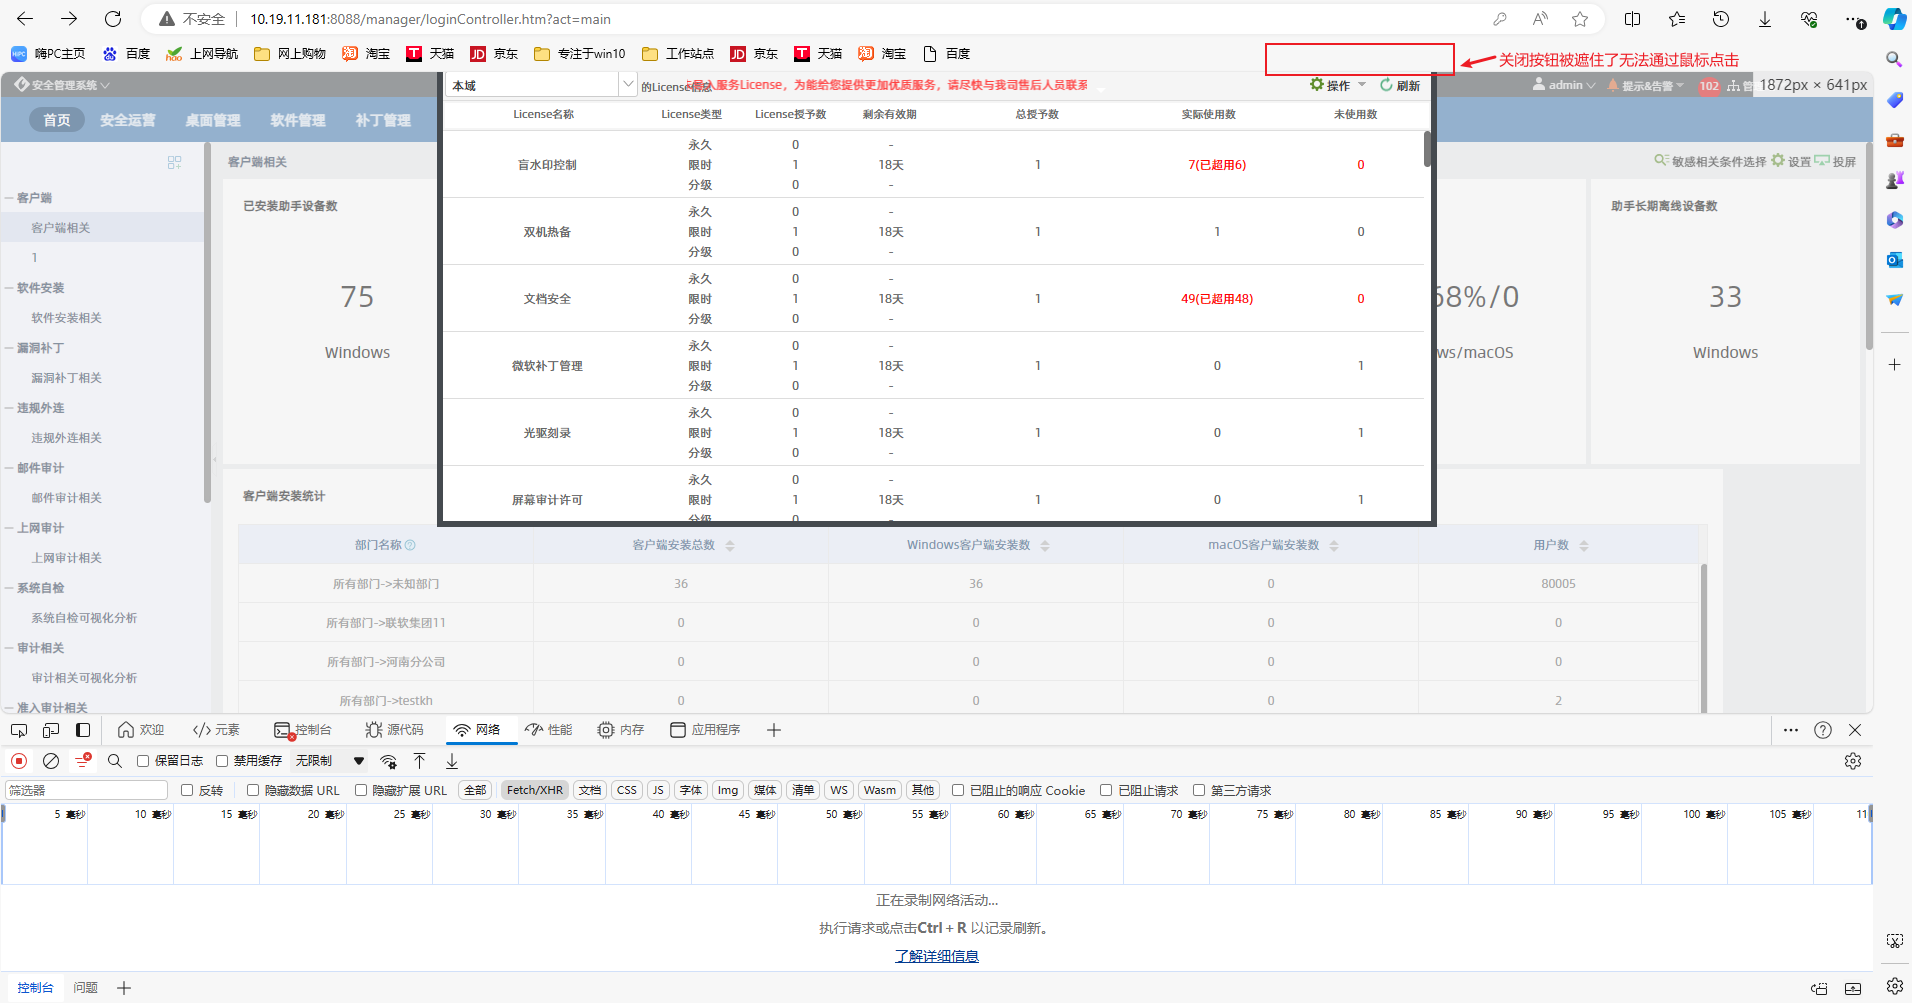 不安全 10.19.11.181:8088/manager/loginController.htm?act=main
嗨PC主页 百度 上网导航 网上购物 淘宝 天猫 京东 专注于win10 工作站点 京东 天猫 淘宝 百度
关闭按钮被遮住了无法通过鼠标点击
安全管理系统
本域 的License信息 服务License，为能给您提供更加优质服务，请尽快与我司售后人员联系
操作 刷新
admin 提示&告警 102 1872px × 641px
首页 安全运营 桌面管理 软件管理 补丁管理
License名称 License类型 License授予数 剩余有效期 总授予数 实际使用数 未使用数
永久 0 -
盲水印控制 限时 1 18天 1 7(已超用6) 0
分级 0 -
永久 0 -
双机热备 限时 1 18天 1 1 0
分级 0 -
永久 0 -
文档安全 限时 1 18天 1 49(已超用48) 0
分级 0 -
永久 0 -
微软补丁管理 限时 1 18天 1 0 1
分级 0 -
永久 0 -
光驱刻录 限时 1 18天 1 0 1
分级 0 -
永久 0 -
屏幕审计许可 限时 1 18天 1 0 1
分级 0 -
客户端
客户端相关
1
软件安装
软件安装相关
漏洞补丁
漏洞补丁相关
违规外连
违规外连相关
邮件审计
邮件审计相关
上网审计
上网审计相关
系统自检
系统自检可视化分析
审计相关
审计相关可视化分析
准入审计相关
客户端相关
敏感相关条件选择 设置 投屏
已安装助手设备数
75
Windows
68%/0
ws/macOS
助手长期离线设备数
33
Windows
客户端安装统计
部门名称 客户端安装总数 Windows客户端安装数 macOS客户端安装数 用户数
所有部门->未知部门 36 36 0 80005
所有部门->联软集团11 0 0 0 0
所有部门->河南分公司 0 0 0 0
所有部门->testkh 0 0 0 2
欢迎 元素 控制台 源代码 网络 性能 内存 应用程序
保留日志 禁用缓存 无限制
筛选器 反转 隐藏数据 URL 隐藏扩展 URL 全部 Fetch/XHR 文档 CSS JS 字体 Img 媒体 清单 WS Wasm 其他 已阻止的响应 Cookie 已阻止请求 第三方请求
5 毫秒 10 毫秒 15 毫秒 20 毫秒 25 毫秒 30 毫秒 35 毫秒 40 毫秒 45 毫秒 50 毫秒 55 毫秒 60 毫秒 65 毫秒 70 毫秒 75 毫秒 80 毫秒 85 毫秒 90 毫秒 95 毫秒 100 毫秒 105 毫秒 11
正在录制网络活动...
执行请求或点击Ctrl + R 以记录刷新。
了解详细信息
控制台 问题